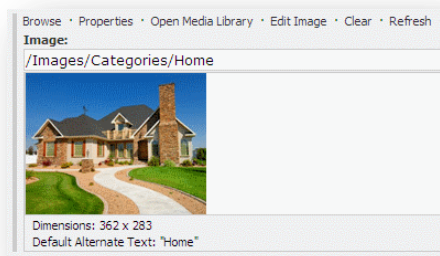 Browse · Properties · Open Media Library · Edit Image · Clear · Refresh
Image:
/Images/Categories/Home
Dimensions: 362 x 283
Default Alternate Text: "Home"